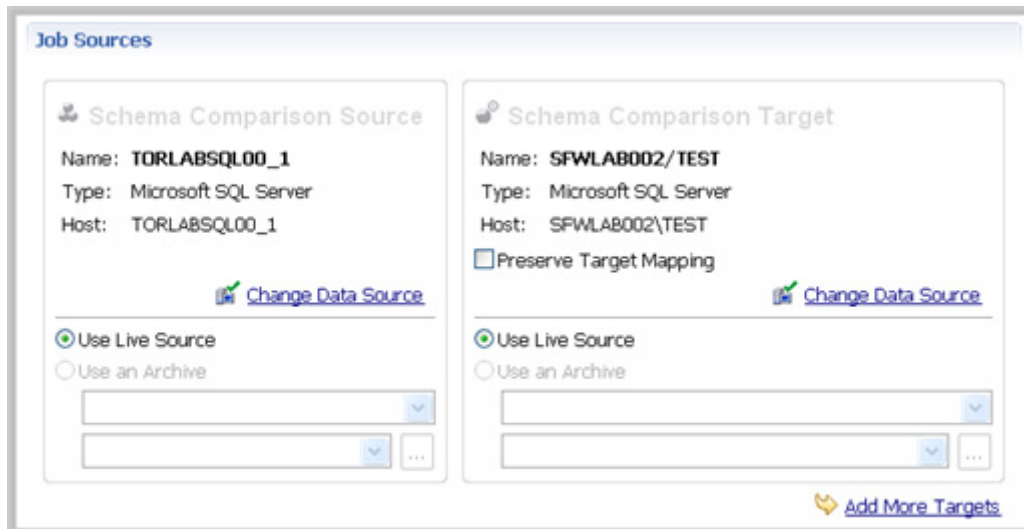 Job Sources
Schema Comparison Source
Name: TORLABSQL00_1
Type: Microsoft SQL Server
Host: TORLABSQL00_1
Change Data Source
Use Live Source
Use an Archive
...
Schema Comparison Target
Name: SFWLAB002/TEST
Type: Microsoft SQL Server
Host: SFWLAB002\TEST
Preserve Target Mapping
Change Data Source
Use Live Source
Use an Archive
...
Add More Targets